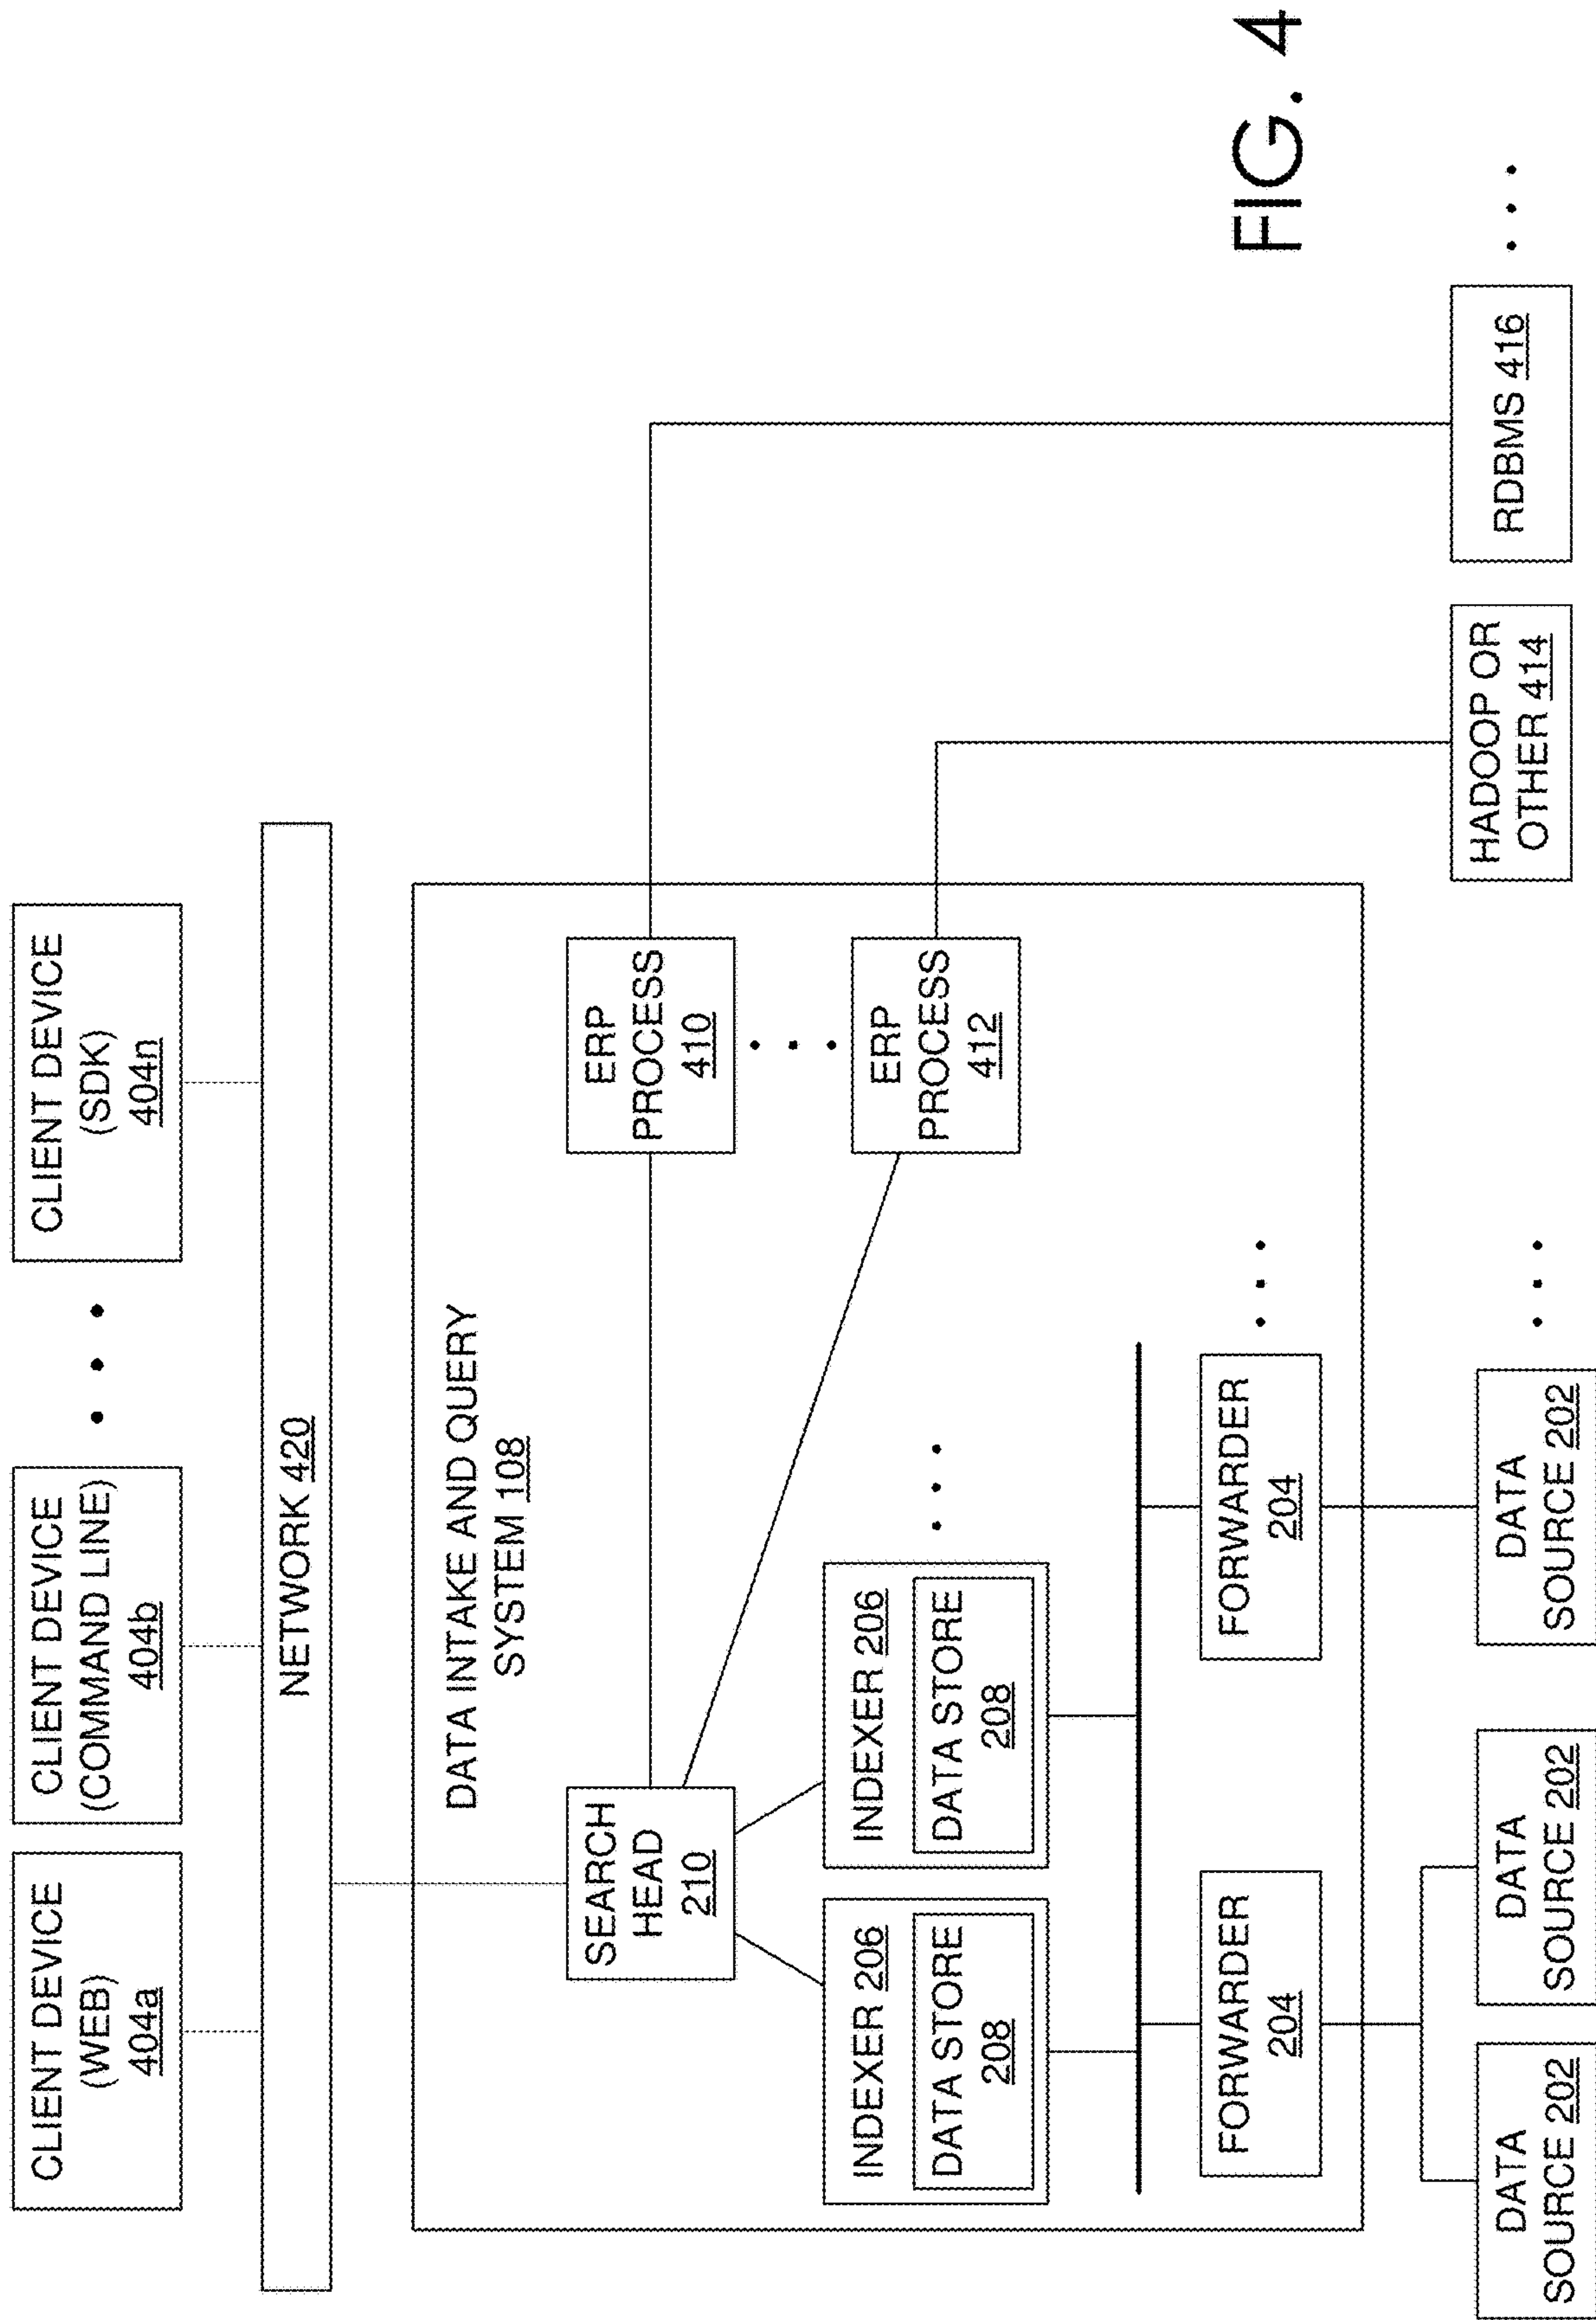 CLIENT DEVICE
(WEB)
404a
CLIENT DEVICE
(COMMAND LINE)
404b
CLIENT DEVICE
(SDK)
404n
NETWORK 420
DATA INTAKE AND QUERY
SYSTEM 108
SEARCH
HEAD
210
ERP
PROCESS
410
INDEXER 206
DATA STORE
208
INDEXER 206
DATA STORE
208
ERP
PROCESS
412
FORWARDER
204
FORWARDER
204
DATA
SOURCE 202
DATA
SOURCE 202
DATA
SOURCE 202
HADOOP OR
OTHER 414
RDBMS 416
FIG. 4